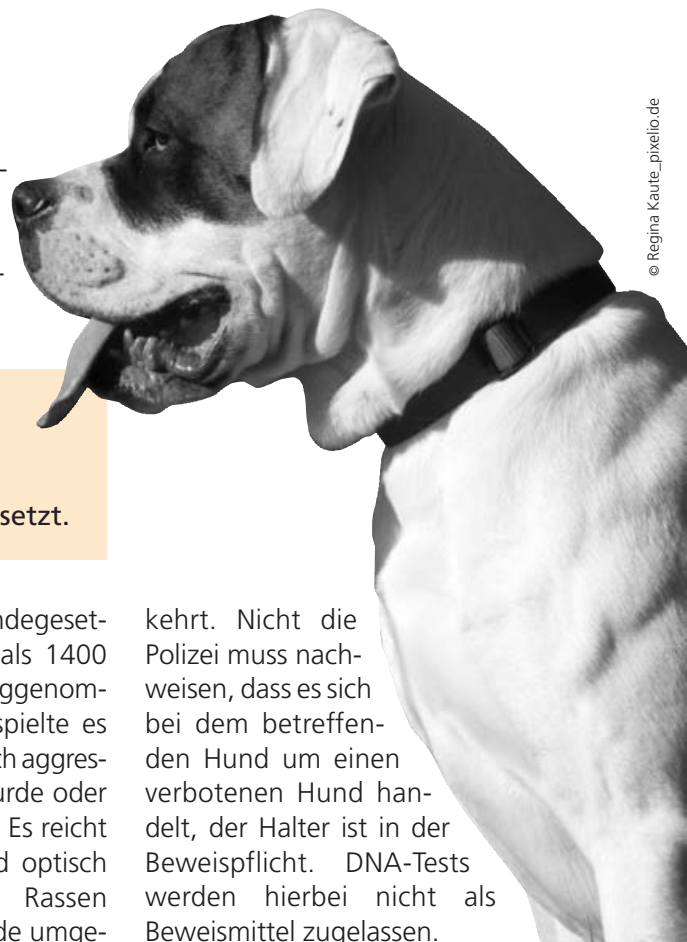 setzt.
ndegeset-
als 1400
ggenom-
spielte es
ch aggres-
urde oder
Es reicht
d optisch
Rassen
de umge-
kehrt. Nicht die
Polizei muss nach-
weisen, dass es sich
bei dem betreffen-
den Hund um einen
verbotenen Hund han-
delt, der Halter ist in der
Beweispflicht. DNA-Tests
werden hierbei nicht als
Beweismittel zugelassen.
© Regina Kaute_pixelio.de